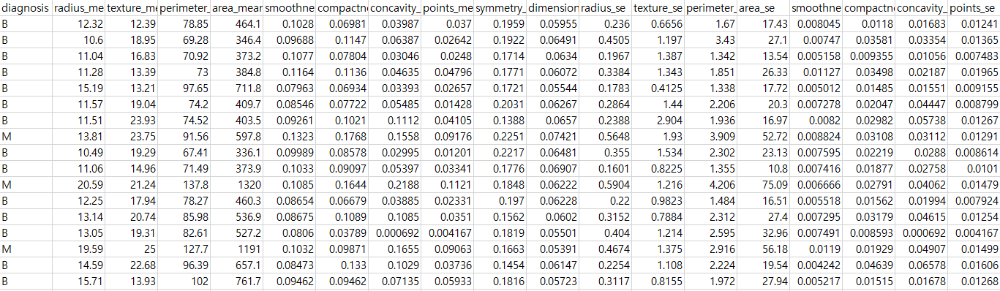 diagnosis radius_me texture_me perimeter_ area_mean smoothne compactne concavity_ points_me symmetry_ dimension radius_se texture_se perimeter_ area_se smoothne compactne concavity_ points_se
B 12.32 12.39 78.85 464.1 0.1028 0.06981 0.03987 0.037 0.1959 0.05955 0.236 0.6656 1.67 17.43 0.008045 0.0118 0.01683 0.01241
B 10.6 18.95 69.28 346.4 0.09688 0.1147 0.06387 0.02642 0.1922 0.06491 0.4505 1.197 3.43 27.1 0.00747 0.03581 0.03354 0.01365
B 11.04 16.83 70.92 373.2 0.1077 0.07804 0.03046 0.0248 0.1714 0.0634 0.1967 1.387 1.342 13.54 0.005158 0.009355 0.01056 0.007483
B 11.28 13.39 73 384.8 0.1164 0.1136 0.04635 0.04796 0.1771 0.06072 0.3384 1.343 1.851 26.33 0.01127 0.03498 0.02187 0.01965
B 15.19 13.21 97.65 711.8 0.07963 0.06934 0.03393 0.02657 0.1721 0.05544 0.1783 0.4125 1.338 17.72 0.005012 0.01485 0.01551 0.009155
B 11.57 19.04 74.2 409.7 0.08546 0.07722 0.05485 0.01428 0.2031 0.06267 0.2864 1.44 2.206 20.3 0.007278 0.02047 0.04447 0.008799
B 11.51 23.93 74.52 403.5 0.09261 0.1021 0.1112 0.04105 0.1388 0.0657 0.2388 2.904 1.936 16.97 0.0082 0.02982 0.05738 0.01267
M 13.81 23.75 91.56 597.8 0.1323 0.1768 0.1558 0.09176 0.2251 0.07421 0.5648 1.93 3.909 52.72 0.008824 0.03108 0.03112 0.01291
B 10.49 19.29 67.41 336.1 0.09989 0.08578 0.02995 0.01201 0.2217 0.06481 0.355 1.534 2.302 23.13 0.007595 0.02219 0.0288 0.008614
B 11.06 14.96 71.49 373.9 0.1033 0.09097 0.05397 0.03341 0.1776 0.06907 0.1601 0.8225 1.355 10.8 0.007416 0.01877 0.02758 0.0101
M 20.59 21.24 137.8 1320 0.1085 0.1644 0.2188 0.1121 0.1848 0.06222 0.5904 1.216 4.206 75.09 0.006666 0.02791 0.04062 0.01479
B 12.25 17.94 78.27 460.3 0.08654 0.06679 0.03885 0.02331 0.197 0.06228 0.22 0.9823 1.484 16.51 0.005518 0.01562 0.01994 0.007924
B 13.14 20.74 85.98 536.9 0.08675 0.1089 0.1085 0.0351 0.1562 0.0602 0.3152 0.7884 2.312 27.4 0.007295 0.03179 0.04615 0.01254
B 13.05 19.31 82.61 527.2 0.0806 0.03789 0.000692 0.004167 0.1819 0.05501 0.404 1.214 2.595 32.96 0.007491 0.008593 0.000692 0.004167
M 19.59 25 127.7 1191 0.1032 0.09871 0.1655 0.09063 0.1663 0.05391 0.4674 1.375 2.916 56.18 0.0119 0.01929 0.04907 0.01499
B 14.59 22.68 96.39 657.1 0.08473 0.133 0.1029 0.03736 0.1454 0.06147 0.2254 1.108 2.224 19.54 0.004242 0.04639 0.06578 0.01606
B 15.71 13.93 102 761.7 0.09462 0.09462 0.07135 0.05933 0.1816 0.05723 0.3117 0.8155 1.972 27.94 0.005217 0.01515 0.01678 0.01268